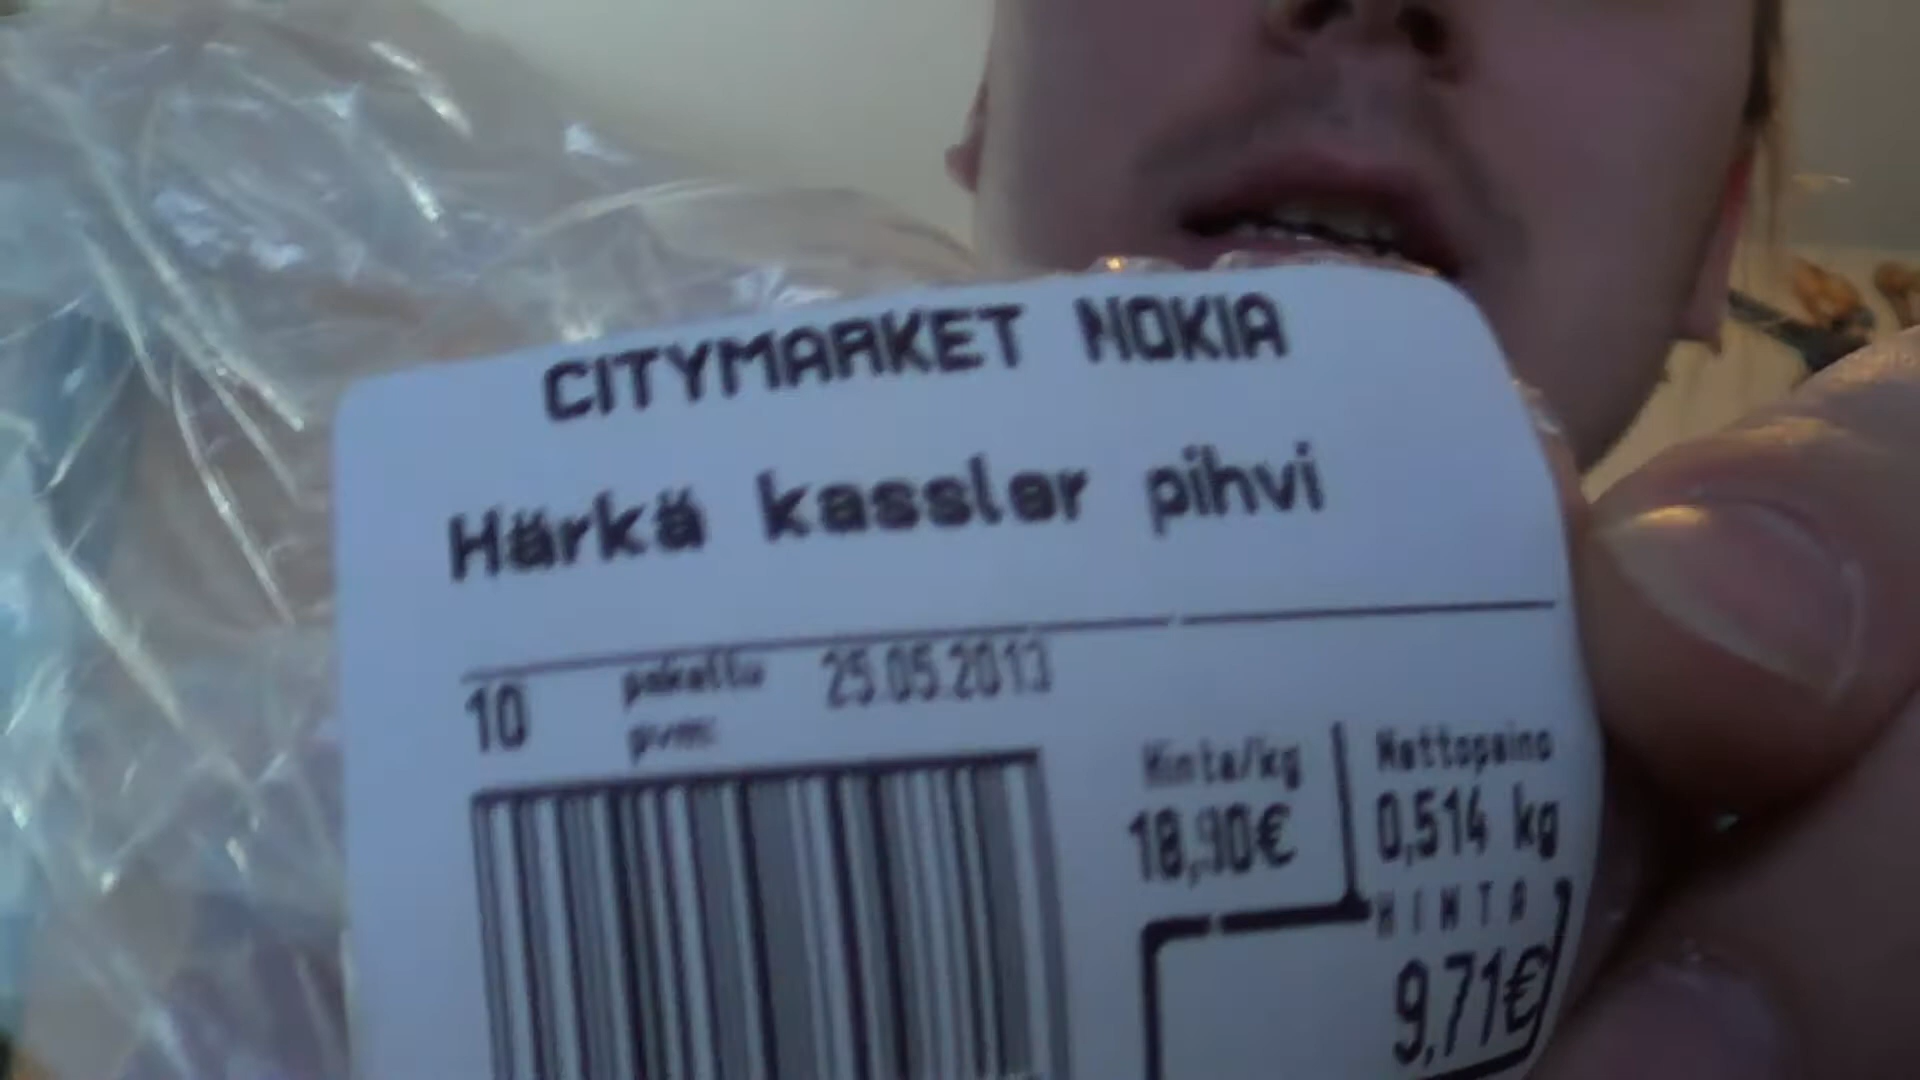 CITYMARKET NOKIA
Härkä kassler pihvi
10 pakattu 25.05.2013
pvm:
Hinta/kg Nettopaino
18,90€ 0,514 kg
HINTA
9,71€